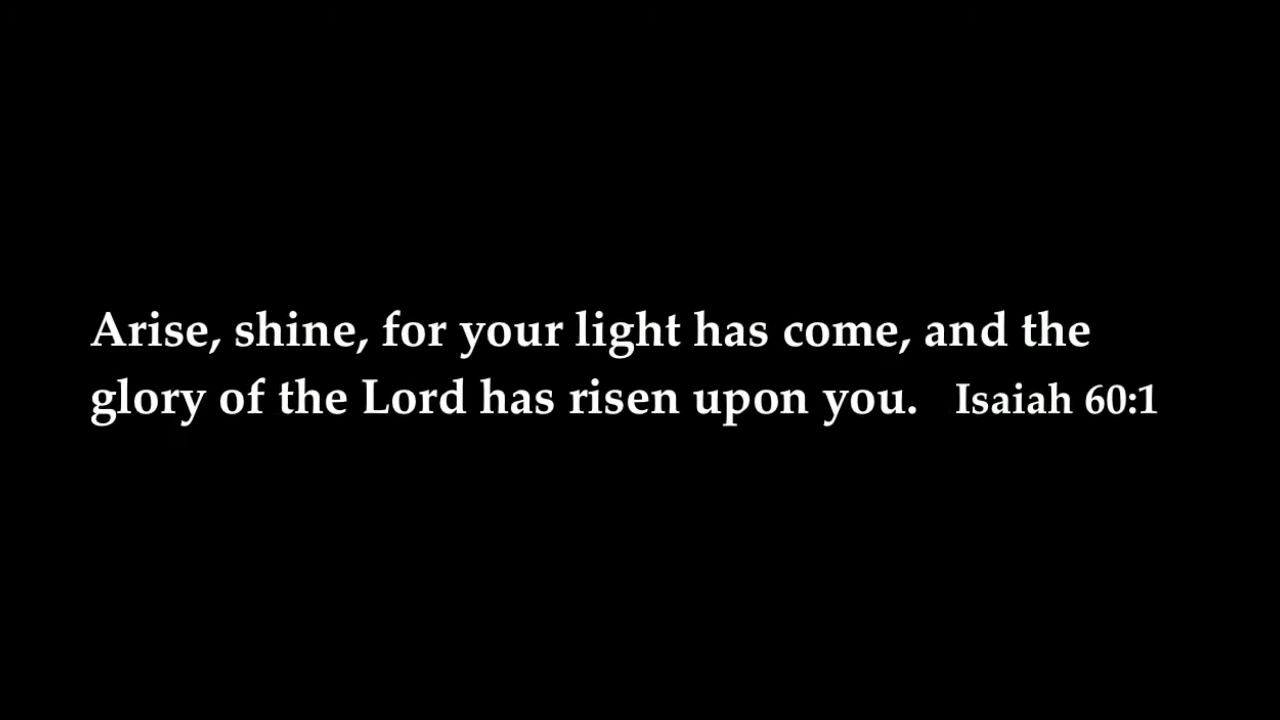 Arise, shine, for your light has come, and the
glory of the Lord has risen upon you. Isaiah 60:1